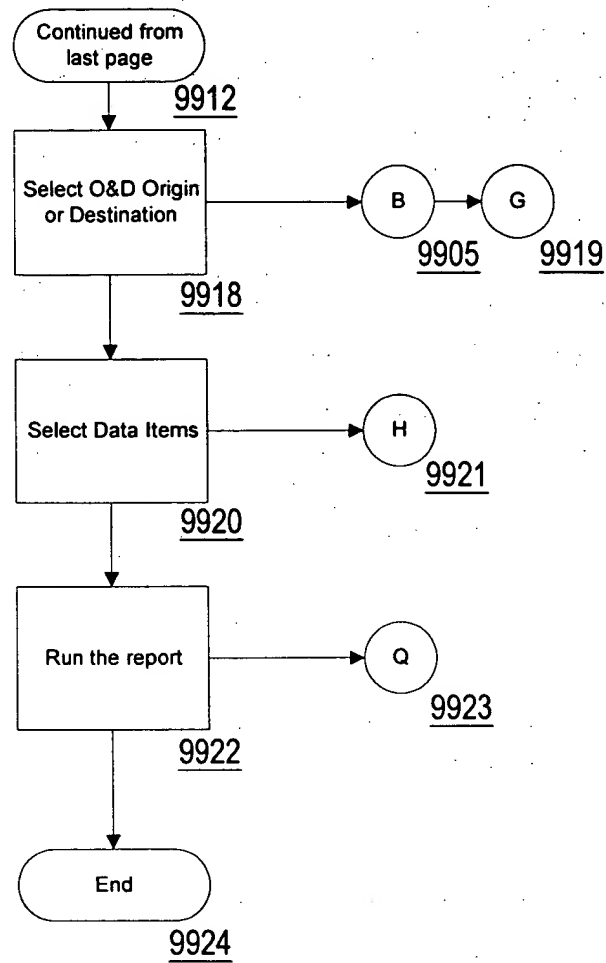 Continued from
last page
9912
Select O&D Origin
or Destination
B
G
9905
9919
9918
Select Data Items
H
9921
9920
Run the report
Q
9923
9922
End
9924